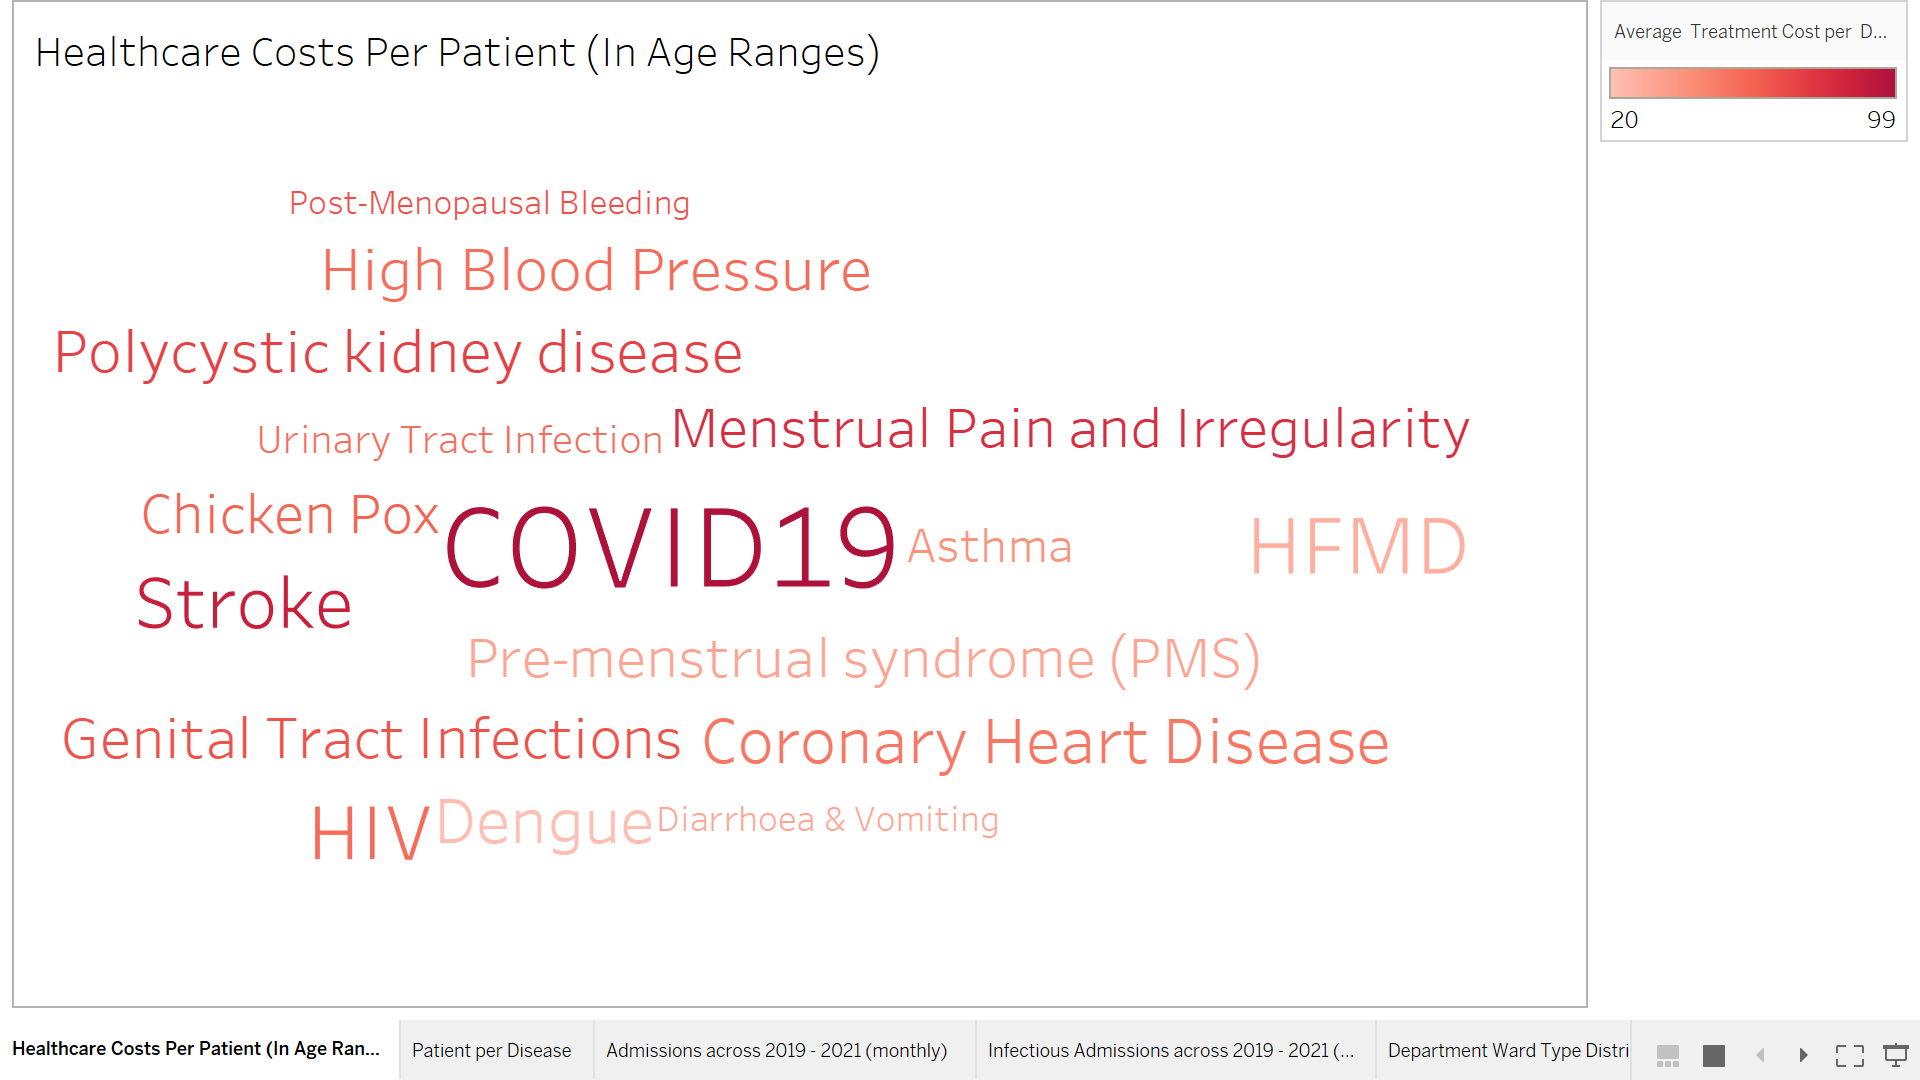 Healthcare Costs Per Patient (In Age Ranges)
Average Treatment Cost per D...
20 99
Post-Menopausal Bleeding
High Blood Pressure
Polycystic kidney disease
Urinary Tract Infection Menstrual Pain and Irregularity
Chicken Pox COVID19 Asthma HFMD
Stroke
Pre-menstrual syndrome (PMS)
Genital Tract Infections Coronary Heart Disease
HIV Dengue Diarrhoea & Vomiting
Healthcare Costs Per Patient (In Age Ran... Patient per Disease Admissions across 2019 - 2021 (monthly) Infectious Admissions across 2019 - 2021 (... Department Ward Type Distri